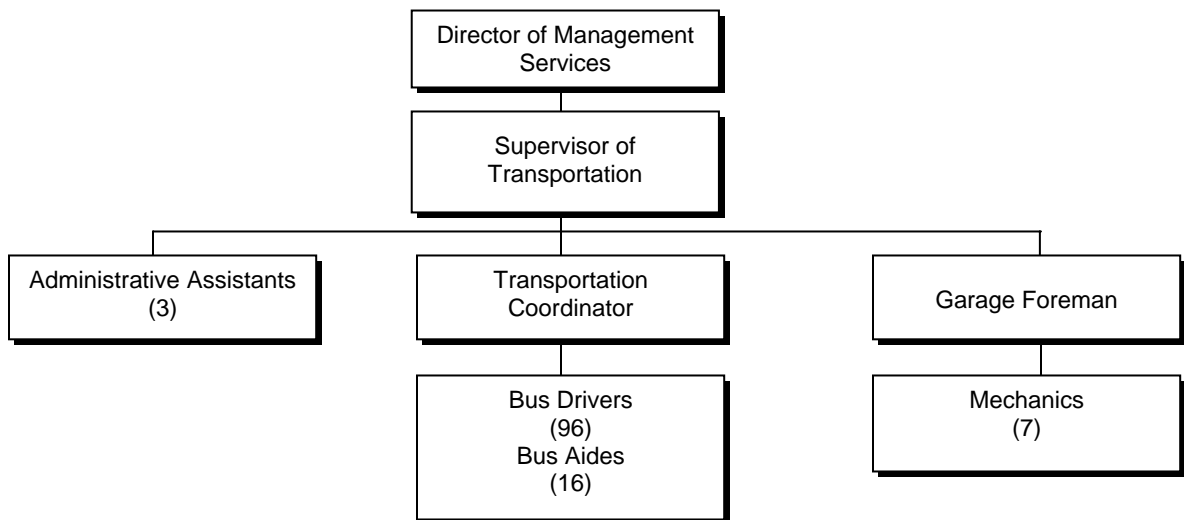 Director of Management
Services
Supervisor of
Transportation
Administrative Assistants
(3)
Transportation
Coordinator
Garage Foreman
Bus Drivers
(96)
Bus Aides
(16)
Mechanics
(7)